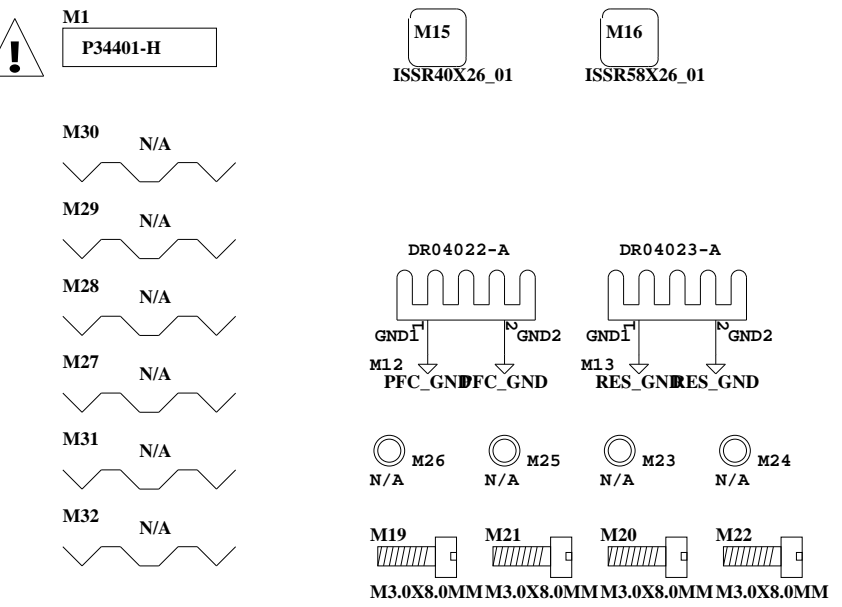 M1
P34401-H
!
M15
ISSR40X26_01
M16
ISSR58X26_01
M30
N/A
M29
N/A
M28
N/A
M27
N/A
M31
N/A
M32
N/A
DR04022-A
1
2
GND1
GND2
M12
PFC_GND
PFC_GND
DR04023-A
1
2
GND1
GND2
M13
RES_GND
RES_GND
M26
N/A
M25
N/A
M23
N/A
M24
N/A
M19
M3.0X8.0MM
M21
M3.0X8.0MM
M20
M3.0X8.0MM
M22
M3.0X8.0MM